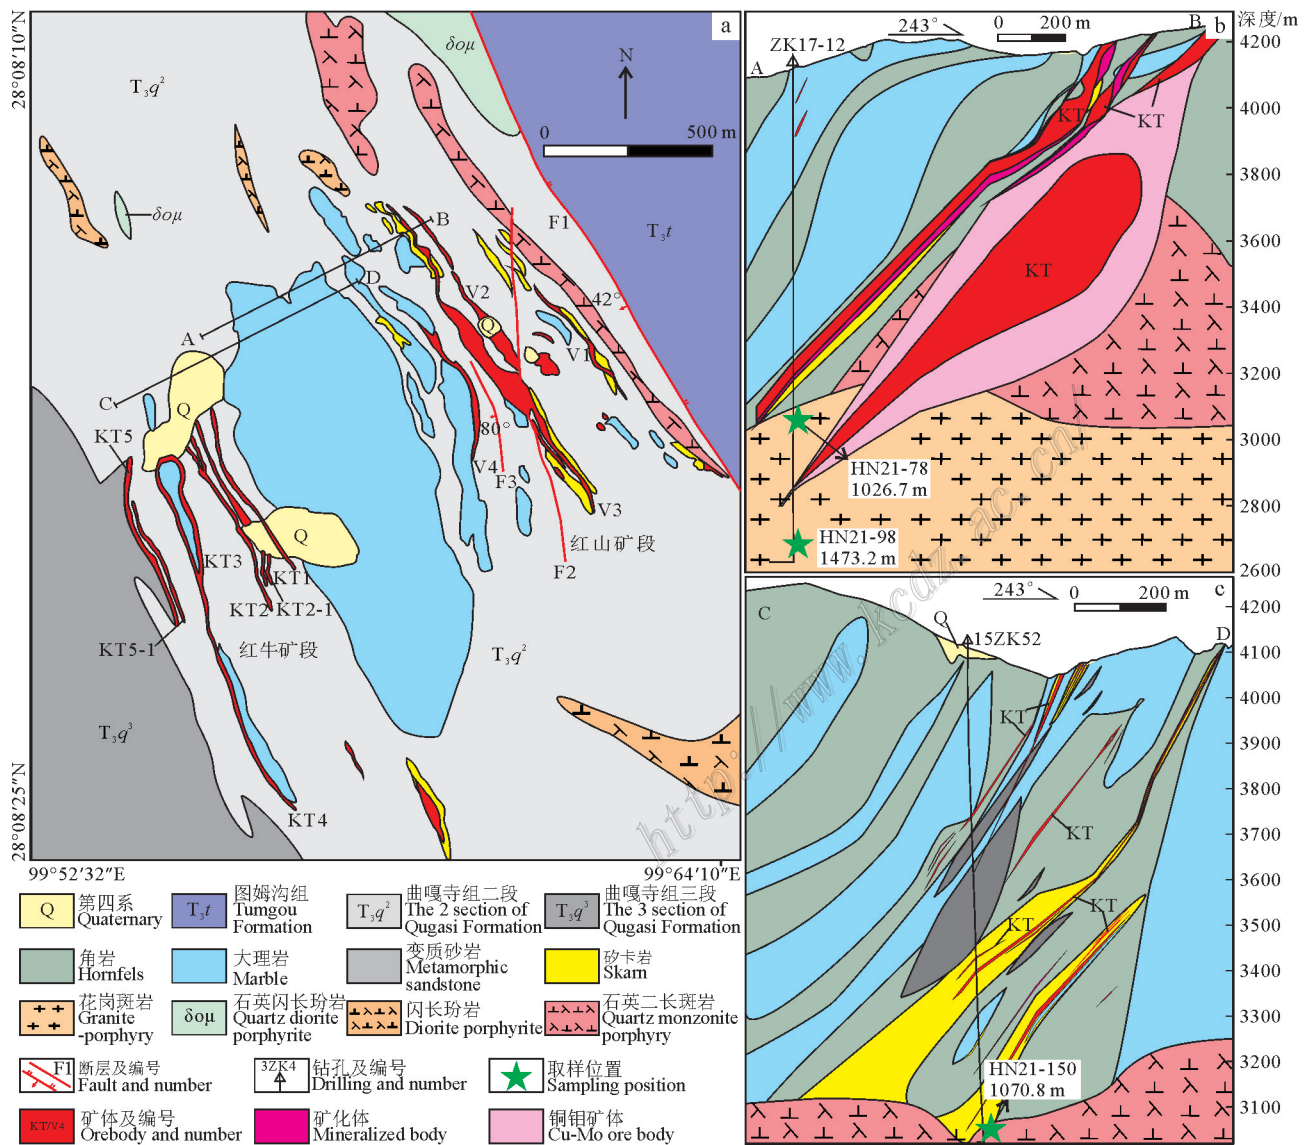 a
28°08′10″N
28°08′25″N
99°52′32″E
99°64′10″E
T₃q²
δομ
δομ
N
0 500 m
F1
T₃t
B
D
V2
Q
42°
V1
A
C
Q
KT5
80°
V4
F3
V3
Q
红山矿段
F2
KT3
KT1
KT2
KT2-1
KT5-1
红牛矿段
T₃q²
T₃q³
KT4
b
深度/m
ZK17-12
243°
0 200 m
A
B
KT
KT
KT
4200
4000
3800
3600
3400
3200
3000
2800
2600
HN21-78
1026.7 m
HN21-98
1473.2 m
c
243°
0 200 m
C
Q
15ZK52
D
KT
KT
KT
KT
4200
4100
4000
3900
3800
3700
3600
3500
3400
3300
3200
3100
HN21-150
1070.8 m
http://www.kcdz.ac.cn/
Q 第四系
Quaternary
T₃t 图姆沟组
Tumgou
Formation
T₃q² 曲嘎寺组二段
The 2 section of
Qugasi Formation
T₃q³ 曲嘎寺组三段
The 3 section of
Qugasi Formation
角岩
Hornfels
大理岩
Marble
变质砂岩
Metamorphic
sandstone
矽卡岩
Skarn
花岗斑岩
Granite
-porphyry
δομ 石英闪长玢岩
Quartz diorite
porphyrite
闪长玢岩
Diorite porphyrite
石英二长斑岩
Quartz monzonite
porphyry
F1 断层及编号
Fault and number
3ZK4 钻孔及编号
Drilling and number
取样位置
Sampling position
KT/V4 矿体及编号
Orebody and number
矿化体
Mineralized body
铜钼矿体
Cu-Mo ore body